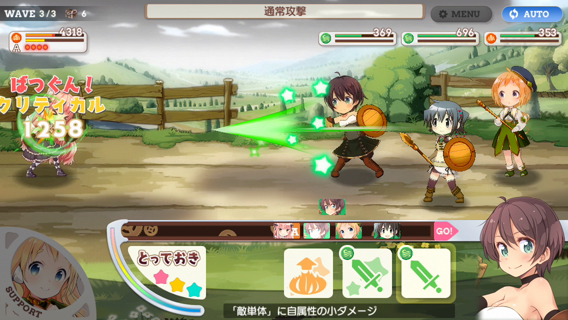 WAVE 3/3 6
通常攻撃
MENU
AUTO
4318
A
369
696
353
ばつぐん!
クリティカル
1258
GO!
とっておき
SUPPORT
「敵単体」に自属性の小ダメージ